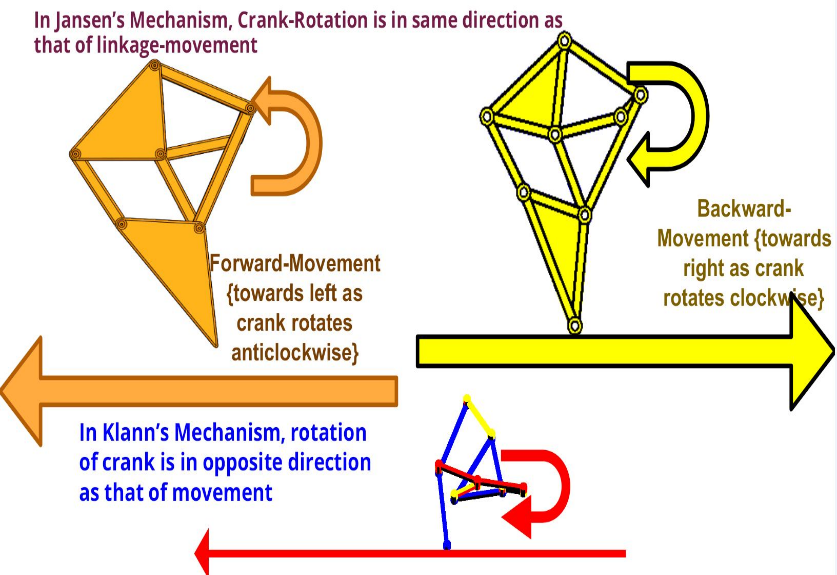 In Jansen's Mechanism, Crank-Rotation is in same direction as
that of linkage-movement
Forward-Movement
{towards left as
crank rotates
anticlockwise}
Backward-
Movement {towards
right as crank
rotates clockwise}
In Klann's Mechanism, rotation
of crank is in opposite direction
as that of movement